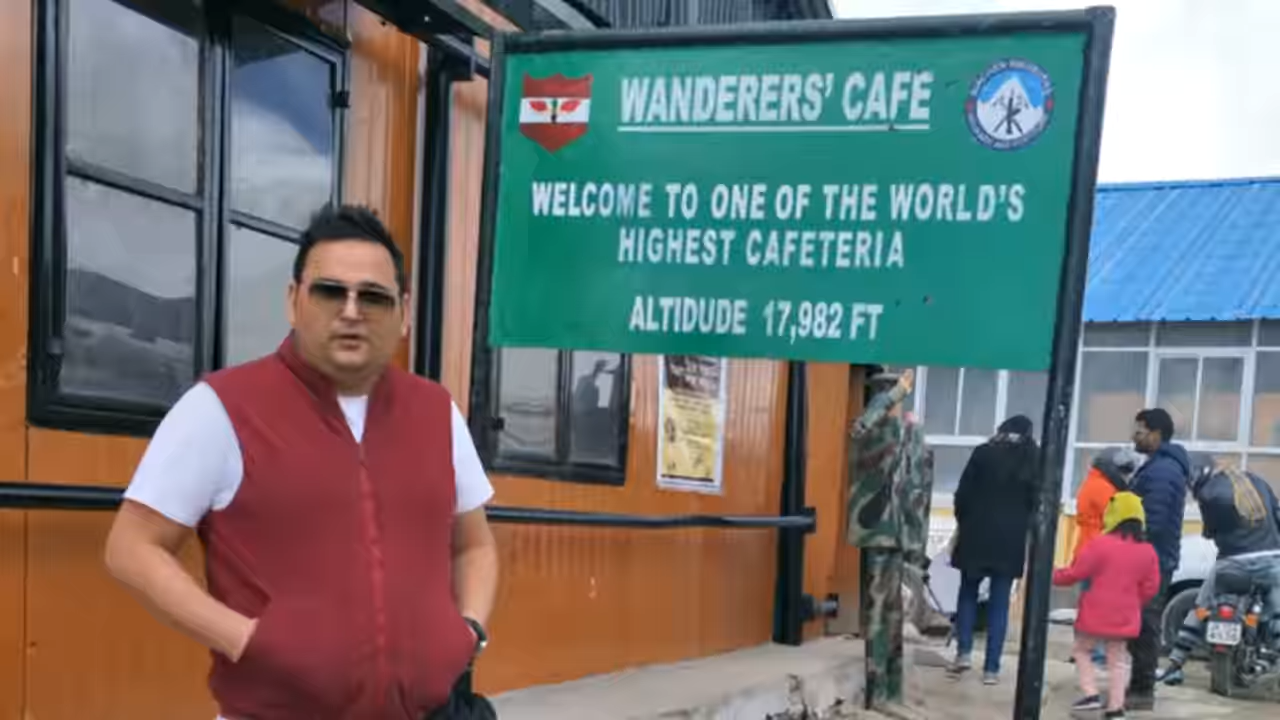 WANDERERS' CAFE
WELCOME TO ONE OF THE WORLD'S
HIGHEST CAFETERIA
ALTIDUDE 17,982 FT